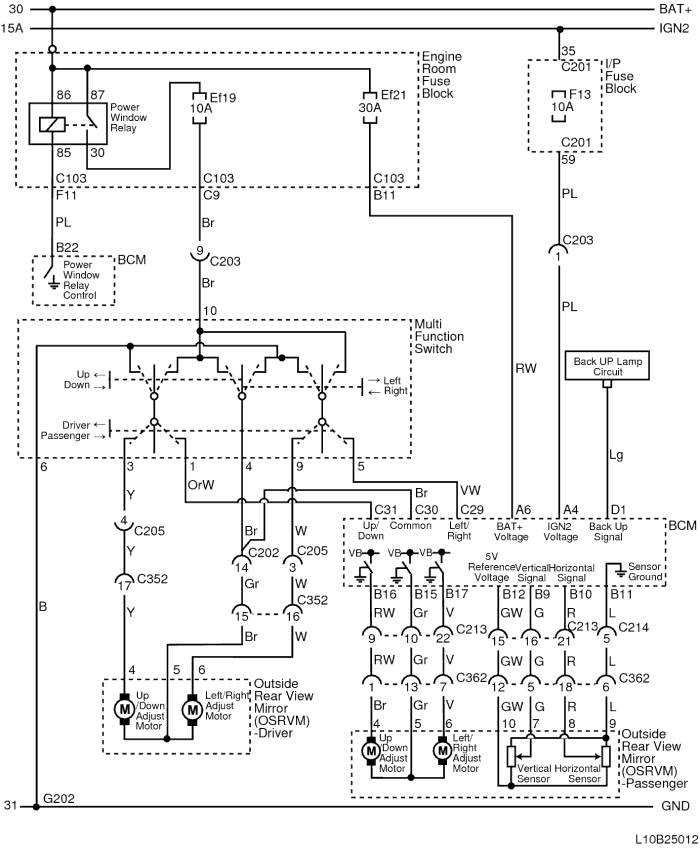 30 BAT+
15A IGN2
Engine
Room
Fuse
Block
35
C201
I/P
Fuse
Block
86 87
Power
Window
Relay
Ef19
10A
Ef21
30A
F13
10A
85 30
C201
59
C103 C103 C103
F11 C9 B11
PL Br PL
B22 9 C203
BCM C203 1
Power
Window
Relay
Control
Br PL
10
Multi
Function
Switch
RW
Back UP Lamp
Circuit
Up
Down
Left
Right
Driver
Passenger
Lg
6 3 1 4 9 5
OrW
Y Br VW
C31 C30 C29 A6 A4 D1
4 C205
Br W
Up/
Down
Common
Left/
Right
BAT+
Voltage
IGN2
Voltage
Back Up
Signal
BCM
Y C202 C205
14 3
VB VB VB
5V
Reference
Voltage
Vertical
Signal
Horizontal
Signal
Sensor
Ground
C352
17
Gr W
C352
B16 B15 B17 B12 B9 B10 B11
B Y 15 16
RW Gr V GW G R L
9 10 22 C213 15 16 21 C213 5 C214
Br W
RW Gr V GW G R L
4 5 6
1 13 7 C362 12 5 18 6 C362
Outside
Rear View
Mirror
(OSRVM)
-Driver
M
Up
/Down
Adjust
Motor
M
Left/Right
Adjust
Motor
Br Gr V GW G R L
4 5 6 10 7 8 9
Outside
Rear View
Mirror
(OSRVM)
-Passenger
M
Up
/Down
Adjust
Motor
M
Left/
Right
Adjust
Motor
Vertical
Sensor
Horizontal
Sensor
G202
31 GND
L10B25012